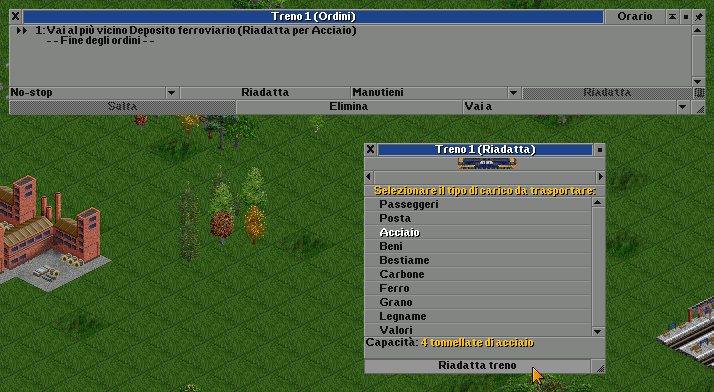 Treno 1 (Ordini)
Orario
1: Vai al più vicino Deposito ferroviario (Riadatta per Acciaio)
- - Fine degli ordini - -
No-stop
Riadatta
Manutieni
Riadatta
Salta
Elimina
Vai a
Treno 1 (Riadatta)
Selezionare il tipo di carico da trasportare:
Passeggeri
Posta
Acciaio
Beni
Bestiame
Carbone
Ferro
Grano
Legname
Valori
Capacità: 4 tonnellate di acciaio
Riadatta treno